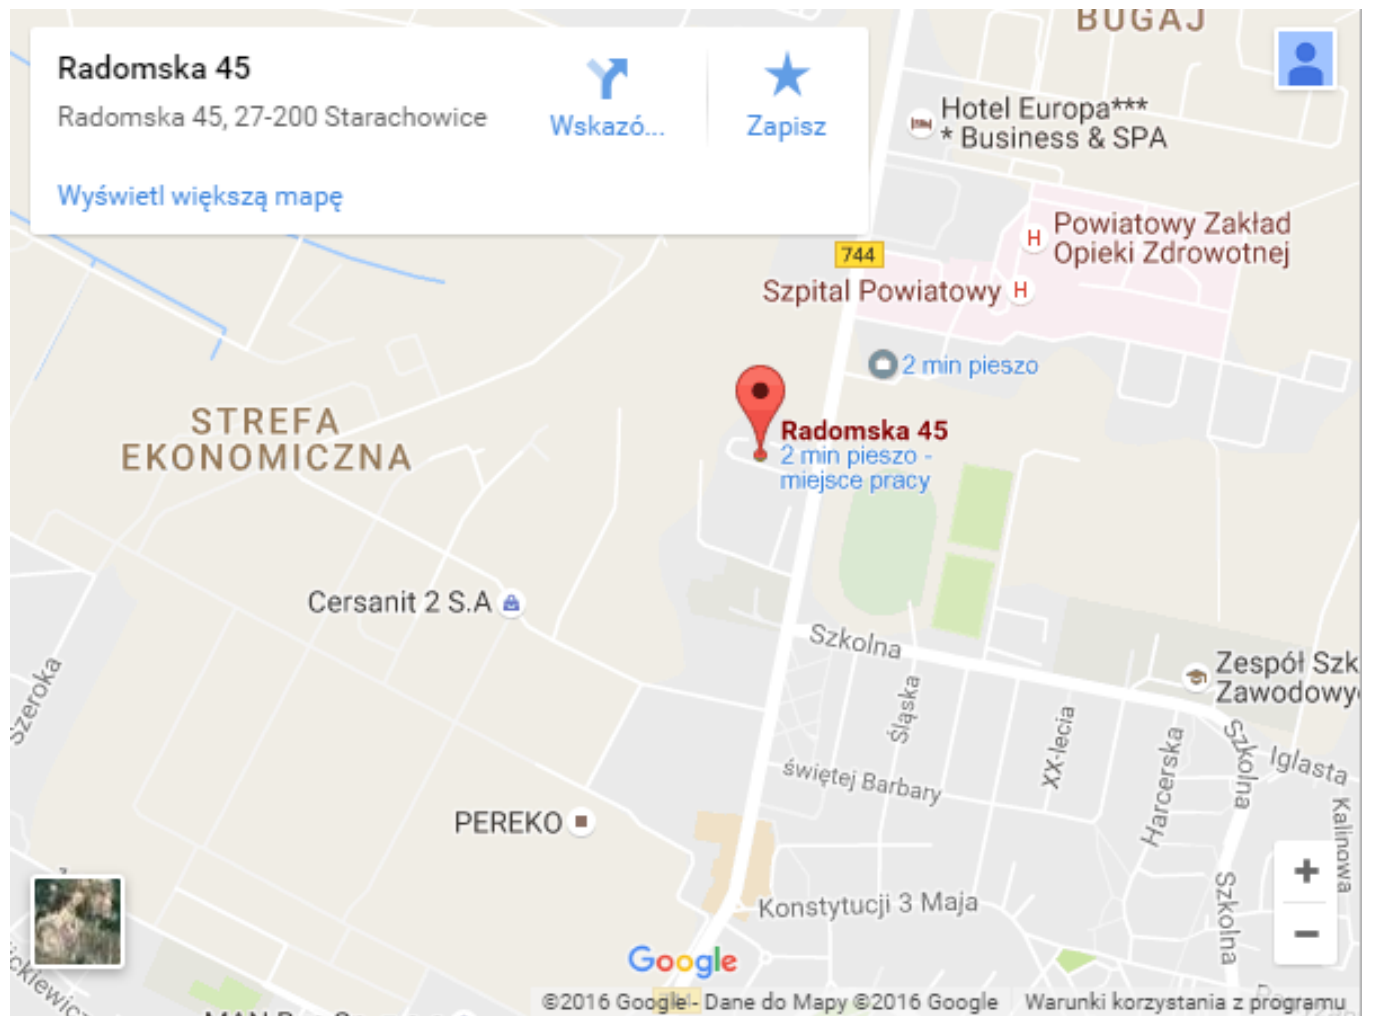 BUGAJ
Radomska 45
Radomska 45, 27-200 Starachowice
Wskazó...
Zapisz
Wyświetl większą mapę
Hotel Europa***
* Business & SPA
Powiatowy Zakład
Opieki Zdrowotnej
H
744
Szpital Powiatowy
H
2 min pieszo
STREFA
EKONOMICZNA
Radomska 45
2 min pieszo -
miejsce pracy
Cersanit 2 S.A
Szkolna
Zespół Szk
Zawodowy
Szeroka
Śląska
XX-lecia
Harcerska
Szkolna
Iglasta
świętej Barbary
Kalinowa
PEREKO
+
Konstytucji 3 Maja
Szkolna
−
Google
©2016 Google - Dane do Mapy ©2016 Google
Warunki korzystania z programu